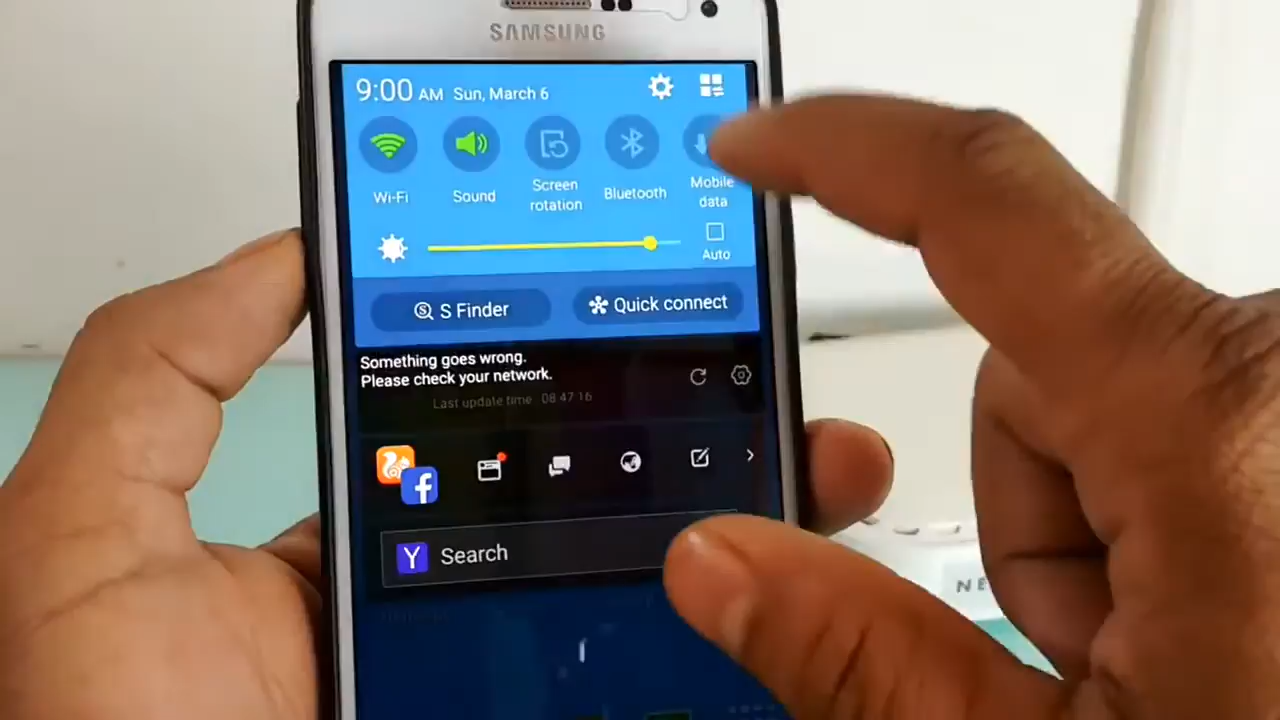 SAMSUNG
9:00 AM Sun, March 6
Wi-Fi
Sound
Screen
rotation
Bluetooth
Mobile
data
Auto
S Finder
Quick connect
Something goes wrong.
Please check your network.
Last update time 08:47:16
f
Y Search
NE